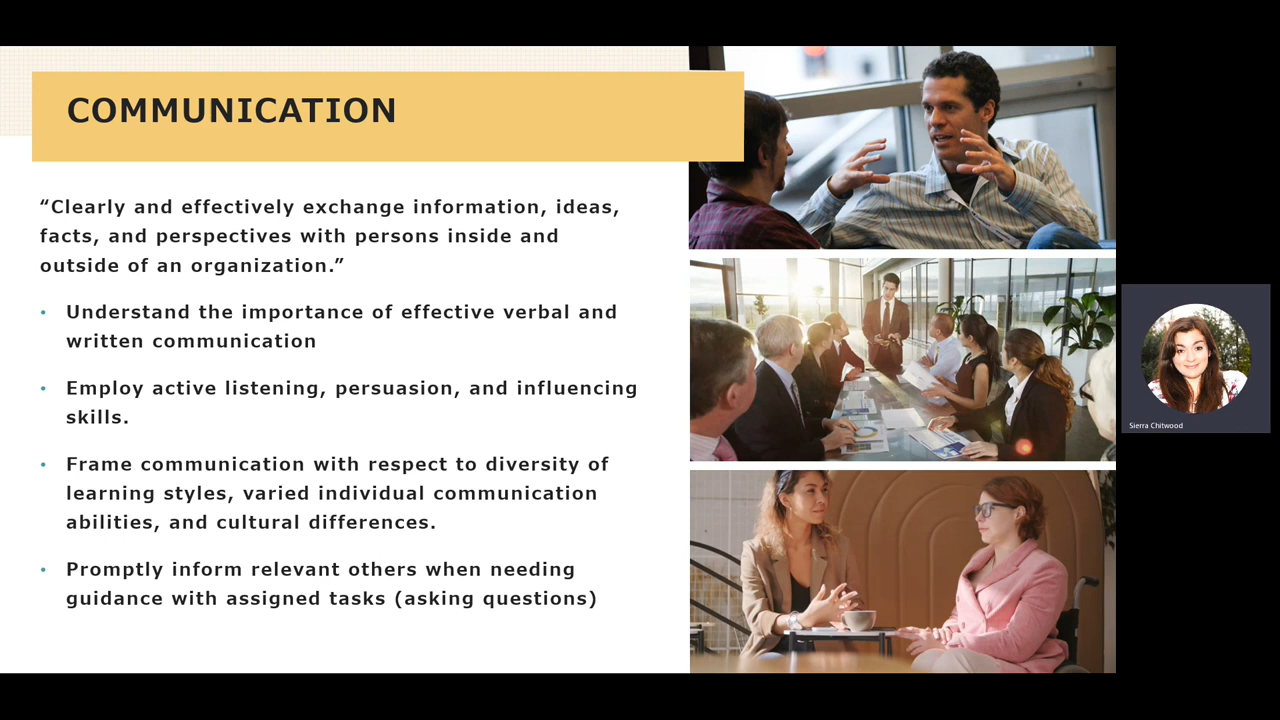 COMMUNICATION
“Clearly and effectively exchange information, ideas,
facts, and perspectives with persons inside and
outside of an organization.”
• Understand the importance of effective verbal and
written communication
• Employ active listening, persuasion, and influencing
skills.
• Frame communication with respect to diversity of
learning styles, varied individual communication
abilities, and cultural differences.
• Promptly inform relevant others when needing
guidance with assigned tasks (asking questions)
Sierra Chitwood